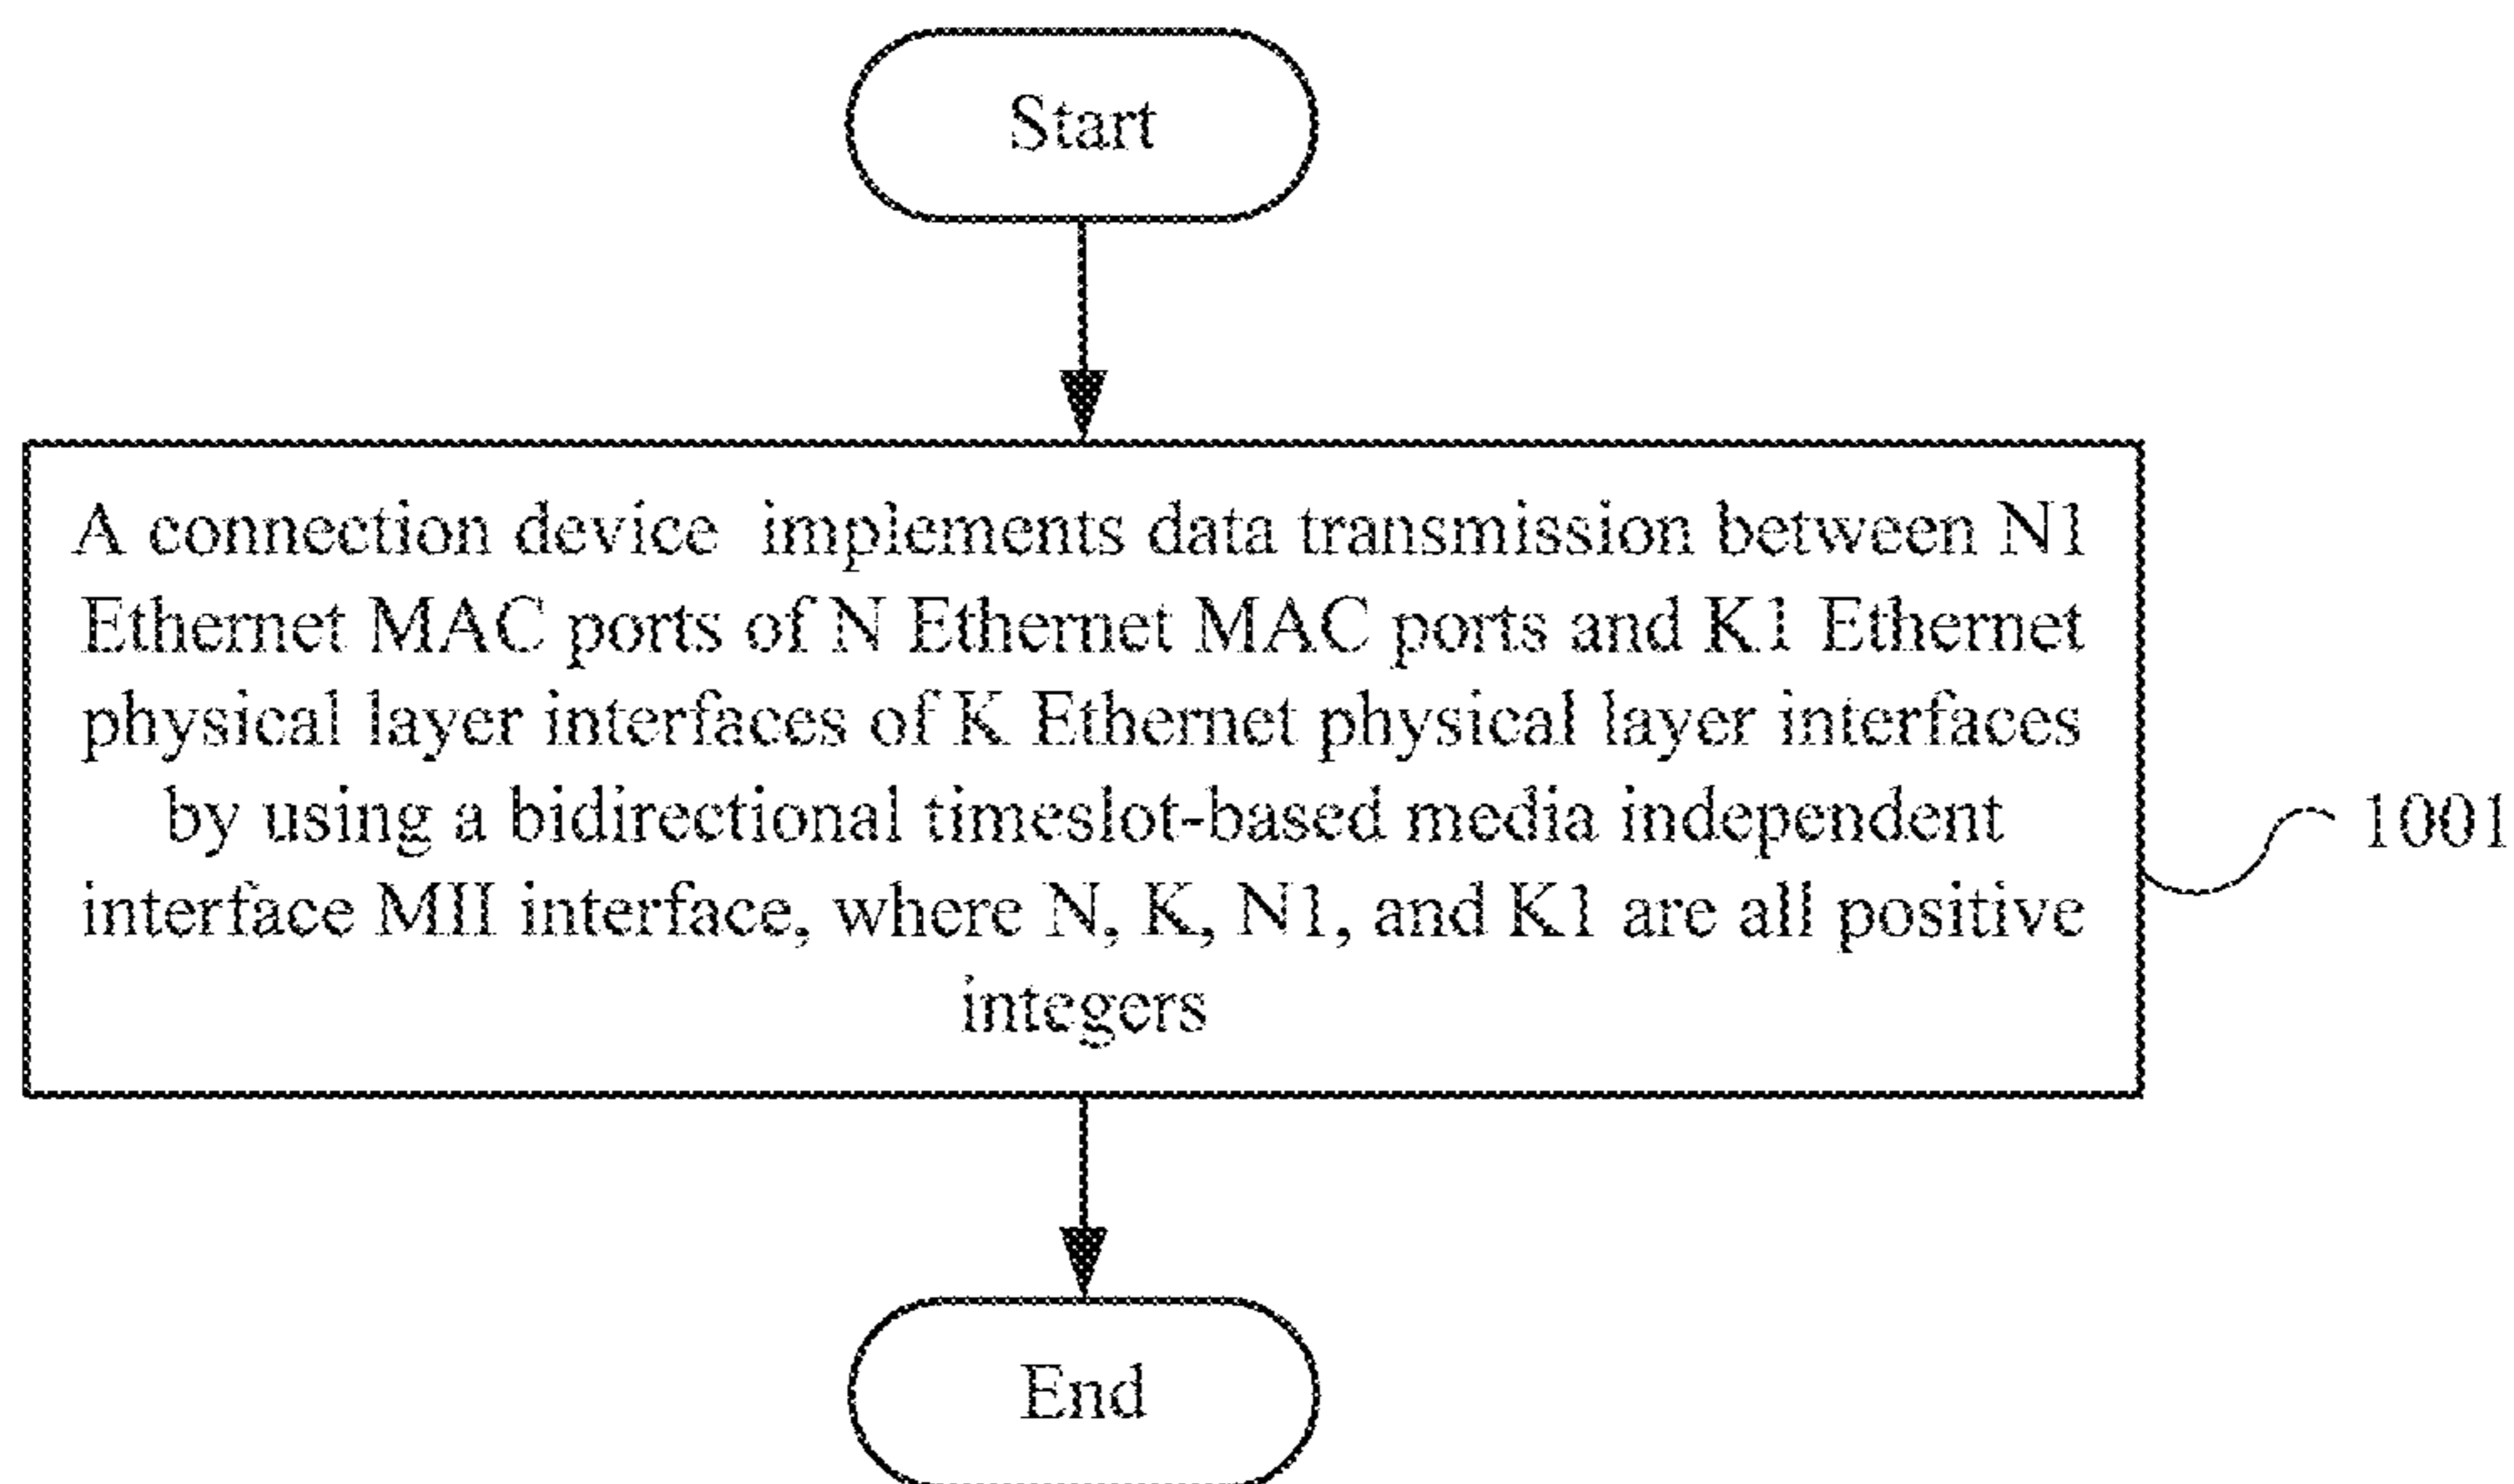 Start
A connection device implements data transmission between N1
Ethernet MAC ports of N Ethernet MAC ports and K1 Ethernet
physical layer interfaces of K Ethernet physical layer interfaces
by using a bidirectional timeslot-based media independent
interface MII interface, where N, K, N1, and K1 are all positive
integers
1001
End